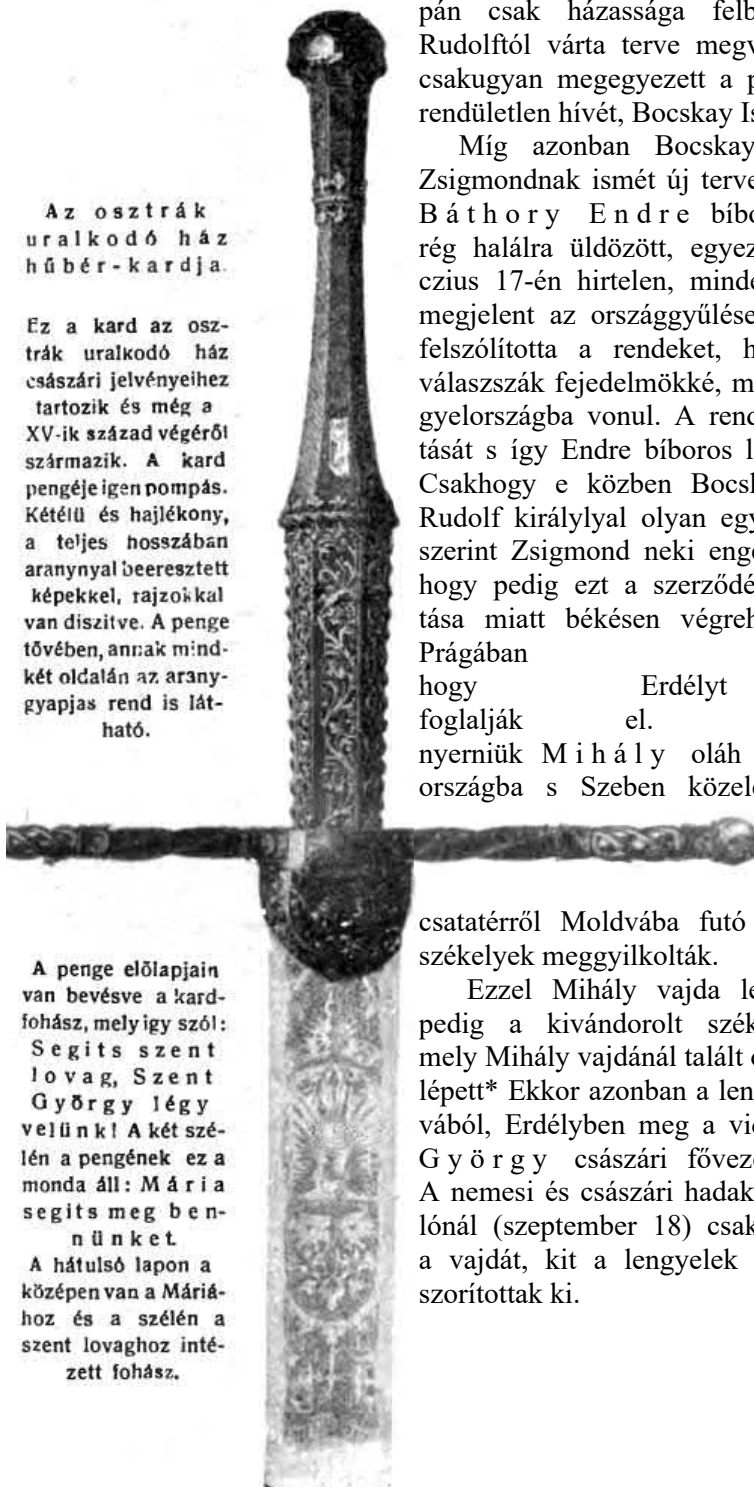 Az osztrák
uralkodó ház
hűbér-kardja.
Ez a kard az osz-
trák uralkodó ház
császári jelvényeihez
tartozik és még a
XV-ik század végéről
származik. A kard
pengéje igen pompás.
Kétélű és hajlékony,
a teljes hosszában
aranynyal beeresztett
képekkel, rajzokkal
van díszitve. A penge
tövében, annak mind-
két oldalán az arany-
gyapjas rend is lát-
ható.
A penge előlapjain
van bevésve a kard-
fohász, mely igy szól:
Segits szent
lovag, Szent
György légy
velünk! A két szé-
lén a pengének ez a
monda áll: Mária
segits meg ben-
nünket.
A hátulsó lapon a
középen van a Máriá-
hoz és a szélén a
szent lovaghoz inté-
zett fohász.
pán csak házassága felb
Rudolftól várta terve megv
csakugyan megegyezett a p
rendületlen hívét, Bocskay Is
Míg azonban Bocskay
Zsigmondnak ismét új terve
Báthory Endre bíbo
rég halálra üldözött, egyez
czius 17-én hirtelen, minde
megjelent az országgyűlése
felszólította a rendeket, h
válaszszák fejedelmökké, m
gyelországba vonul. A rend
tását s így Endre bíboros l
Csakhogy e közben Bocsk
Rudolf királylyal olyan egy
szerint Zsigmond neki enge
hogy pedig ezt a szerződé
tása miatt békésen végreh
Prágában
hogy Erdélyt
foglalják el.
nyerniük Mihály oláh
országba s Szeben közel
csatatérről Moldvába futó
székelyek meggyilkolták.
Ezzel Mihály vajda le
pedig a kivándorolt szék
mely Mihály vajdánál talált
lépett* Ekkor azonban a len
vából, Erdélyben meg a vi
György császári főveze
A nemesi és császári hadak
lónál (szeptember 18) csak
a vajdát, kit a lengyelek
szorítottak ki.